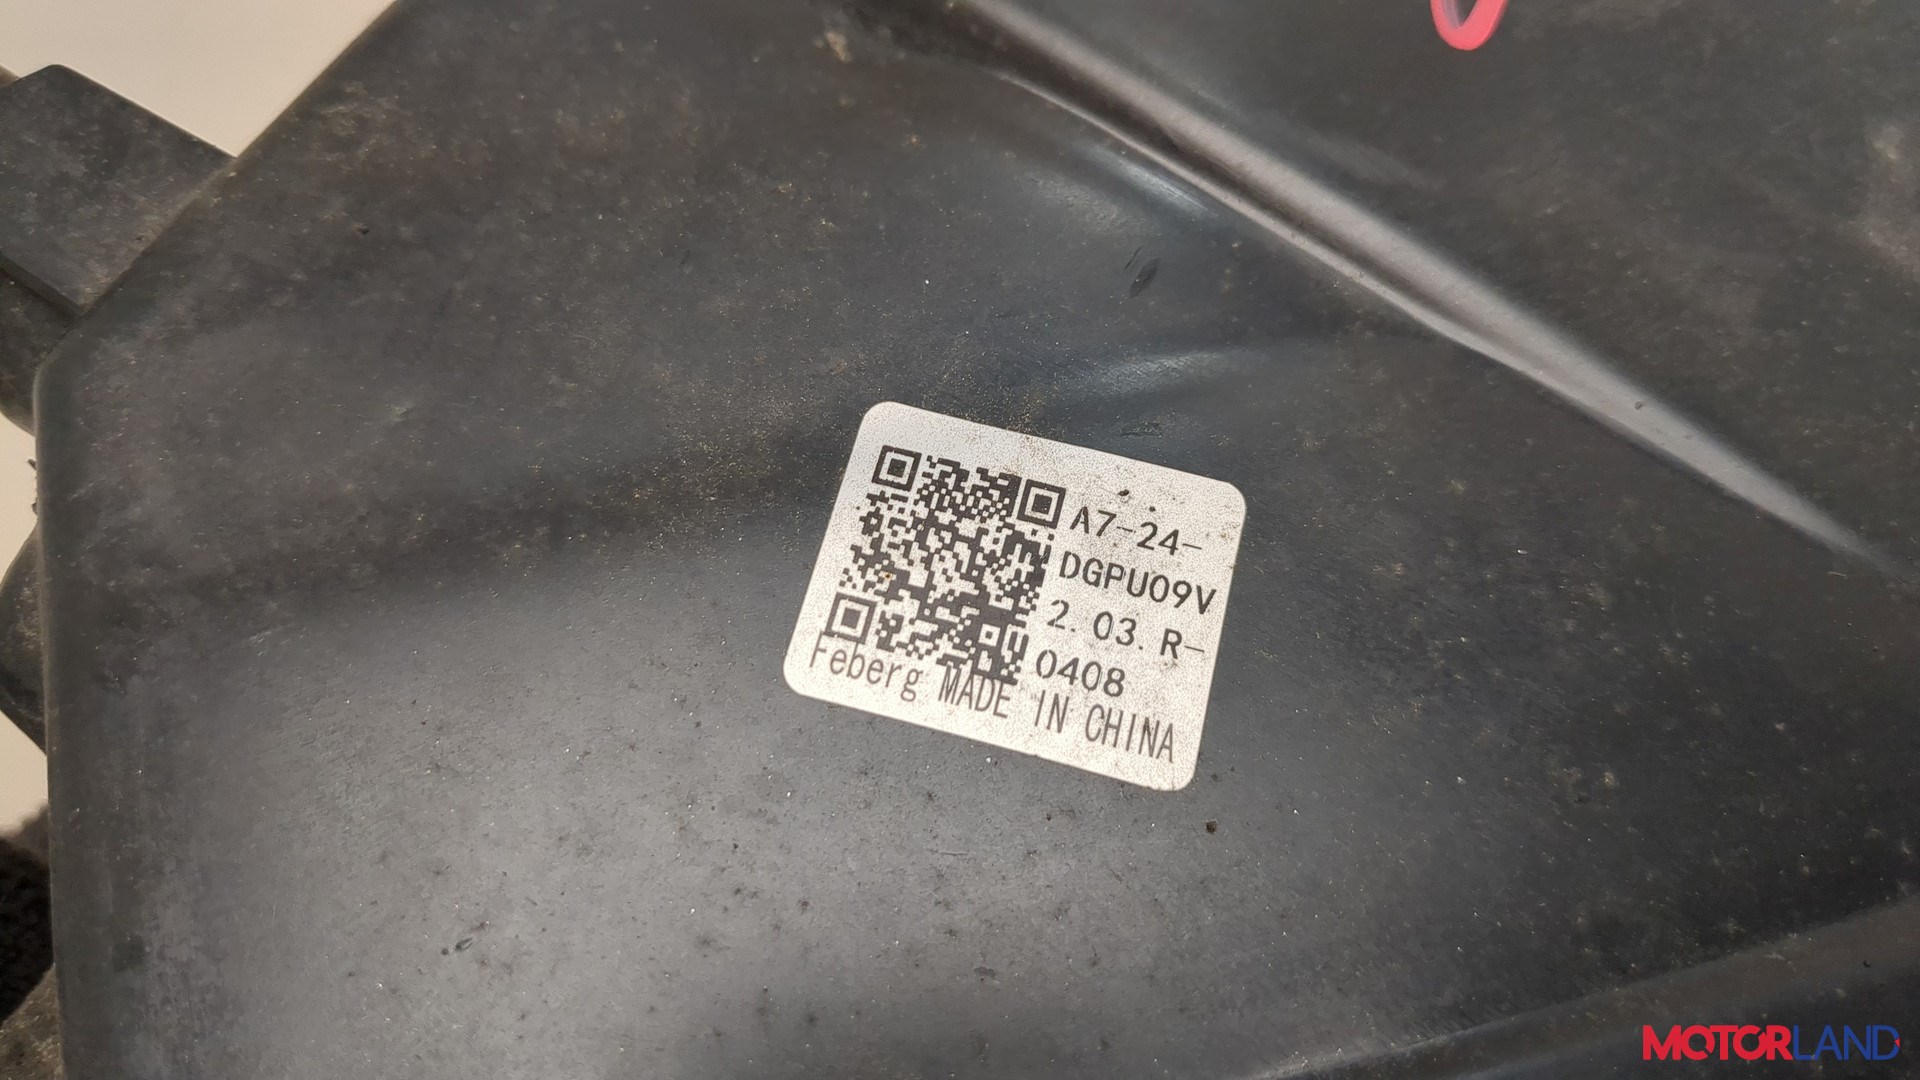 A7-24-
DGPU09V
2.03.R-
0408
Feberg MADE IN CHINA
MOTORLAND